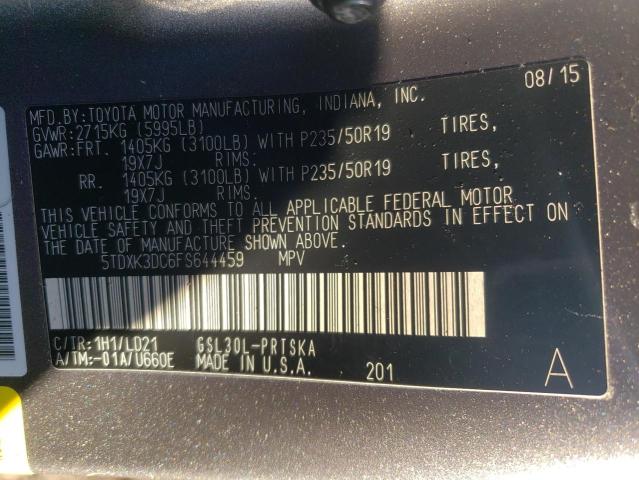 MFD.BY:TOYOTA MOTOR MANUFACTURING, INDIANA, INC. 08/15
GVWR:2715KG (5995LB)
GAWR:FRT. 1405KG (3100LB) WITH P235/50R19 TIRES,
19X7J RIMS.
RR. 1405KG (3100LB) WITH P235/50R19 TIRES,
19X7J RIMS.
THIS VEHICLE CONFORMS TO ALL APPLICABLE FEDERAL MOTOR
VEHICLE SAFETY AND THEFT PREVENTION STANDARDS IN EFFECT ON
THE DATE OF MANUFACTURE SHOWN ABOVE.
5TDXK3DC6FS644459 MPV
C/TR:1H1/LD21 GSL30L-PRTSKA
A/TM:-01A/U660E MADE IN U.S.A. 201 A